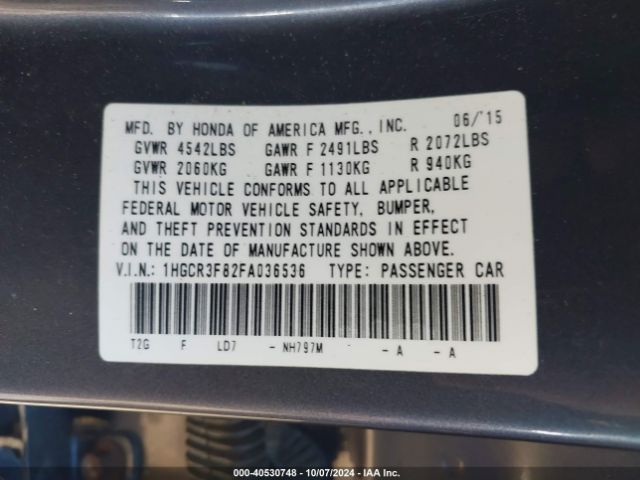 MFD. BY HONDA OF AMERICA MFG., INC. 06/'15
GVWR 4542LBS GAWR F 2491LBS R 2072LBS
GVWR 2060KG GAWR F 1130KG R 940KG
THIS VEHICLE CONFORMS TO ALL APPLICABLE
FEDERAL MOTOR VEHICLE SAFETY, BUMPER,
AND THEFT PREVENTION STANDARDS IN EFFECT
ON THE DATE OF MANUFACTURE SHOWN ABOVE.
V.I.N.: 1HGCR3F82FA036536 TYPE: PASSENGER CAR
T2G F LD7 - NH797M - - A - A
000-40530748 - 10/07/2024 - IAA Inc.